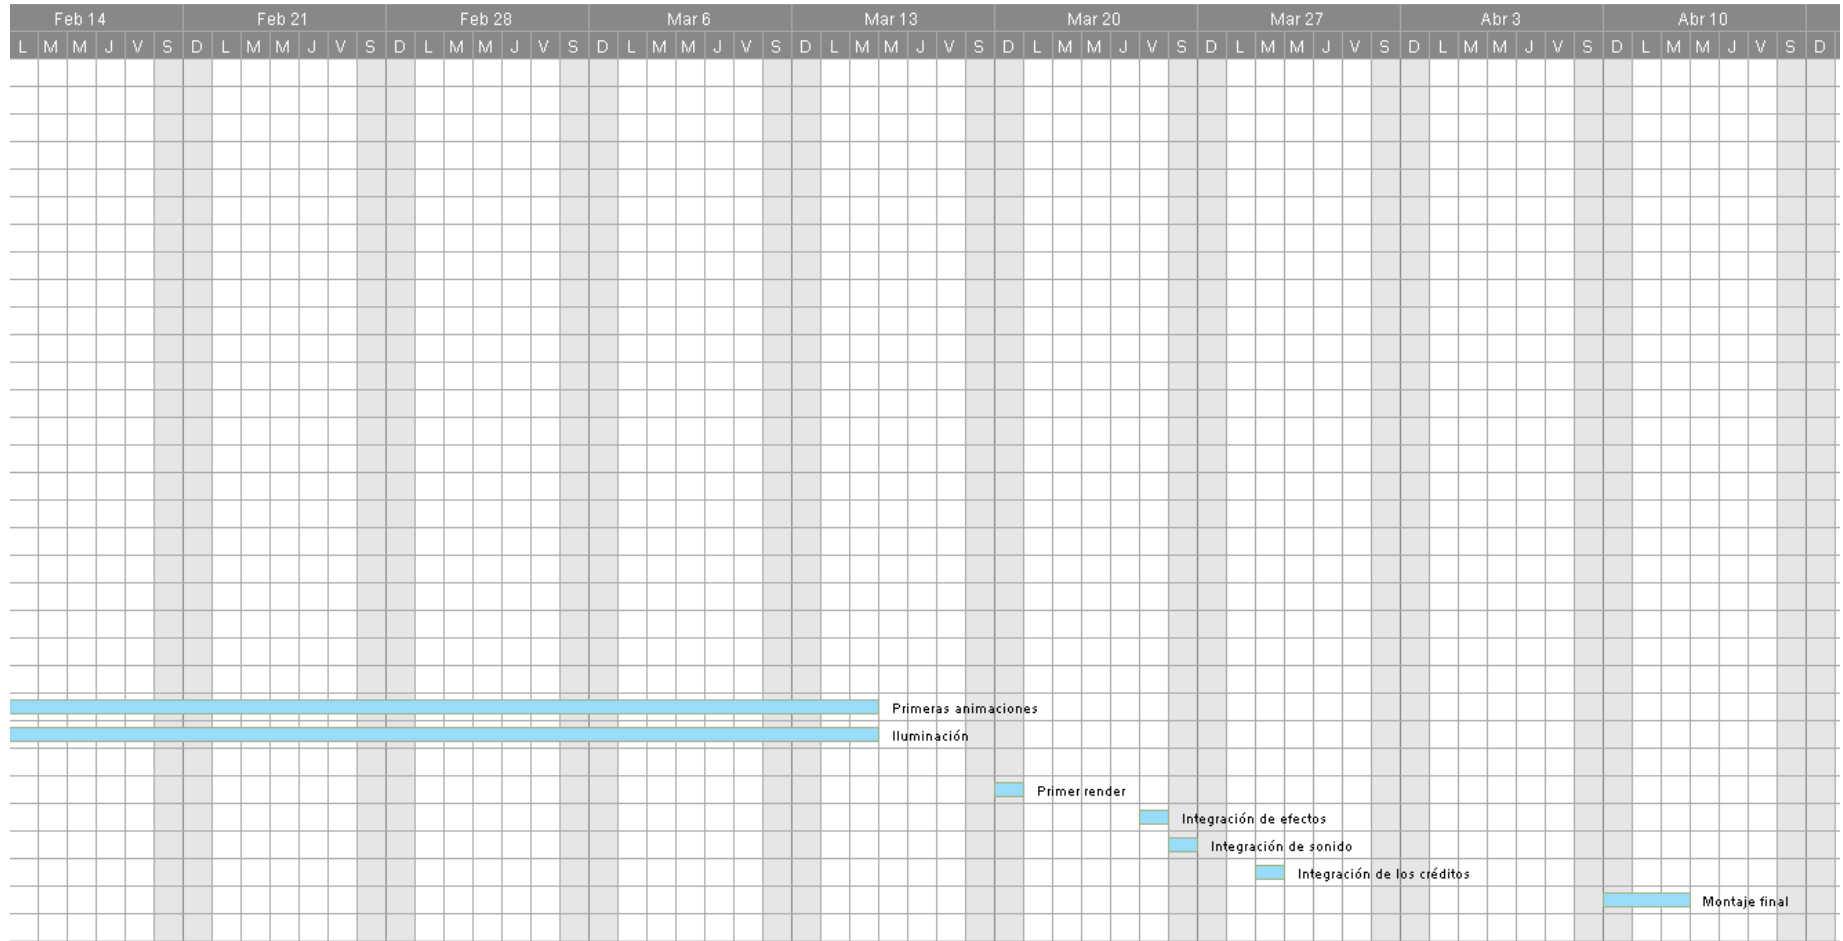 Feb 14 Feb 21 Feb 28 Mar 6 Mar 13 Mar 20 Mar 27 Abr 3 Abr 10
L M M J V S D L M M J V S D L M M J V S D L M M J V S D L M M J V S D L M M J V S D L M M J V S D L M M J V S D L M M J V S D
Primeras animaciones
Iluminación
Primer render
Integración de efectos
Integración de sonido
Integración de los créditos
Montaje final